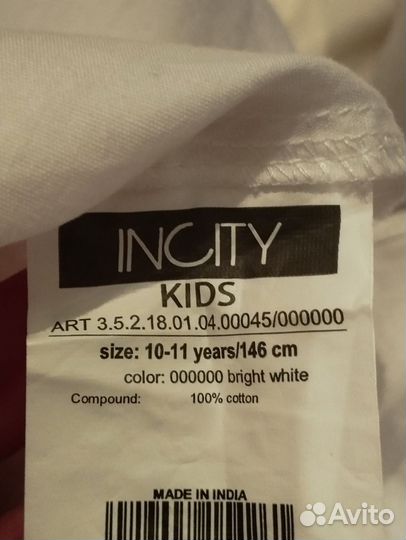 INCITY
KIDS
ART 3.5.2.18.01.04.00045/000000
size: 10-11 years/146 cm
color: 000000 bright white
Compound: 100% cotton
MADE IN INDIA
Avito